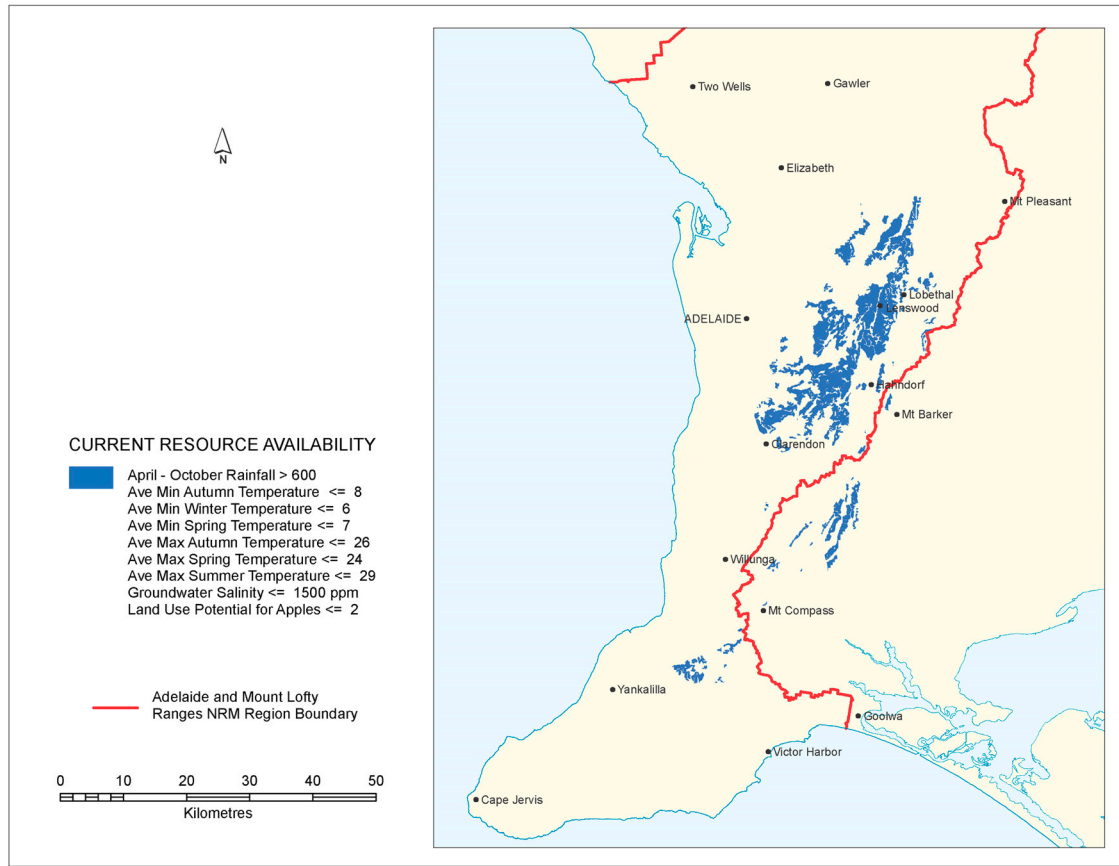 Two Wells
Gawler
Elizabeth
Mt Pleasant
N
Lobethal
Lenswood
ADELAIDE
Hahndorf
Mt Barker
Clarendon
CURRENT RESOURCE AVAILABILITY
April - October Rainfall > 600
Ave Min Autumn Temperature <= 8
Ave Min Winter Temperature <= 6
Ave Min Spring Temperature <= 7
Ave Max Autumn Temperature <= 26
Ave Max Spring Temperature <= 24
Ave Max Summer Temperature <= 29
Groundwater Salinity <= 1500 ppm
Land Use Potential for Apples <= 2
Willunga
Mt Compass
Yankalilla
Adelaide and Mount Lofty
Ranges NRM Region Boundary
Goolwa
Victor Harbor
0 10 20 30 40 50
Kilometres
Cape Jervis